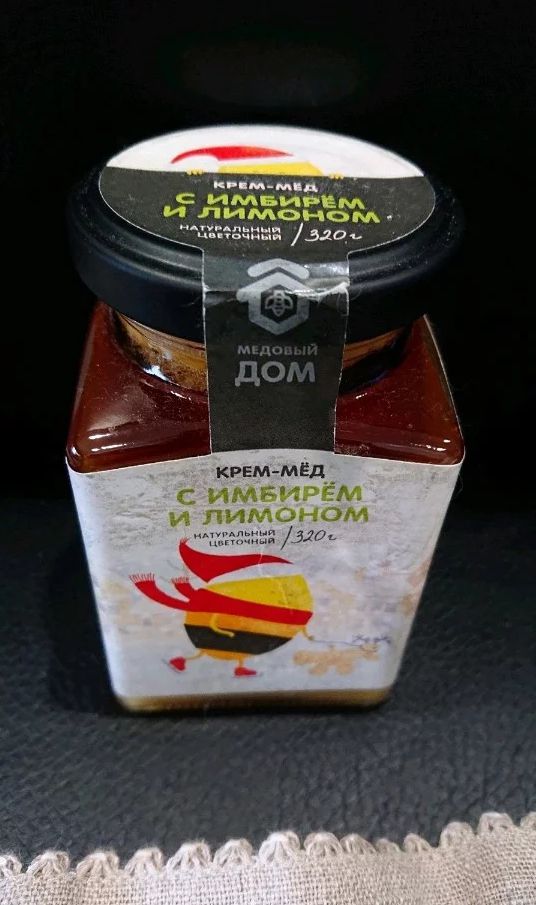 КРЕМ-МЁД
С ИМБИРЁМ
И ЛИМОНОМ
НАТУРАЛЬНЫЙ
ЦВЕТОЧНЫЙ /320г
МЕДОВЫЙ
ДОМ
КРЕМ-МЁД
С ИМБИРЁМ
И ЛИМОНОМ
НАТУРАЛЬНЫЙ
ЦВЕТОЧНЫЙ /320г